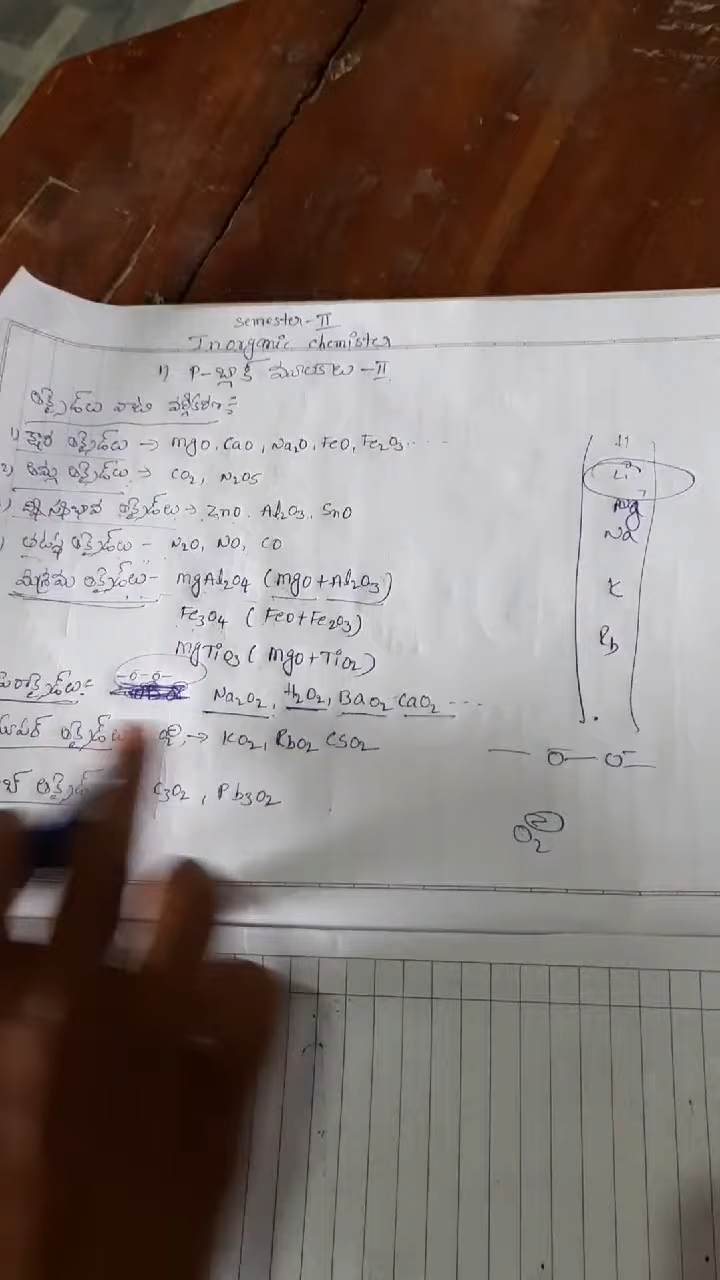 semester-II
Inorganic chemister
1) P-బ్లాక్ మూలకాలు -II
ఆక్సైడ్‌లు వాటి వర్గీకరణ:-
1) క్షార ఆక్సైడ్‌లు → MgO, CaO, Na2O, FeO, Fe2O3....
2) ఆమ్ల ఆక్సైడ్‌లు → CO2, N2O5
) ద్విస్వభావ ఆక్సైడ్‌లు → ZnO, Al2O3, SnO
) తటస్థ ఆక్సైడ్‌లు - N2O, NO, CO
మిశ్రమ ఆక్సైడ్‌లు - MgAl2O4 (MgO+Al2O3)
Fe3O4 (FeO+Fe2O3)
MgTiO3 (MgO+TiO2)
పెరాక్సైడ్‌లు:- -O-O- Na2O2, H2O2, BaO2 CaO2 ---
సూపర్ ఆక్సైడ్‌లు O2 → KO2, RbO2 CsO2
ఆక్సైడ్ C3O2, Pb3O2
H
Li
Na
K
Rb
O — O
O2